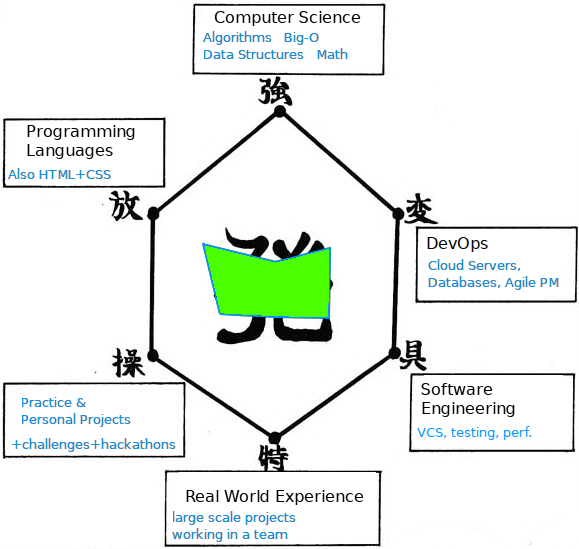 Computer Science
Algorithms Big-O
Data Structures Math
強
Programming
Languages
Also HTML+CSS
放
変
DevOps
Cloud Servers,
Databases, Agile PM
操
具
Practice &
Personal Projects
+challenges+hackathons
Software
Engineering
VCS, testing, perf.
特
Real World Experience
large scale projects
working in a team